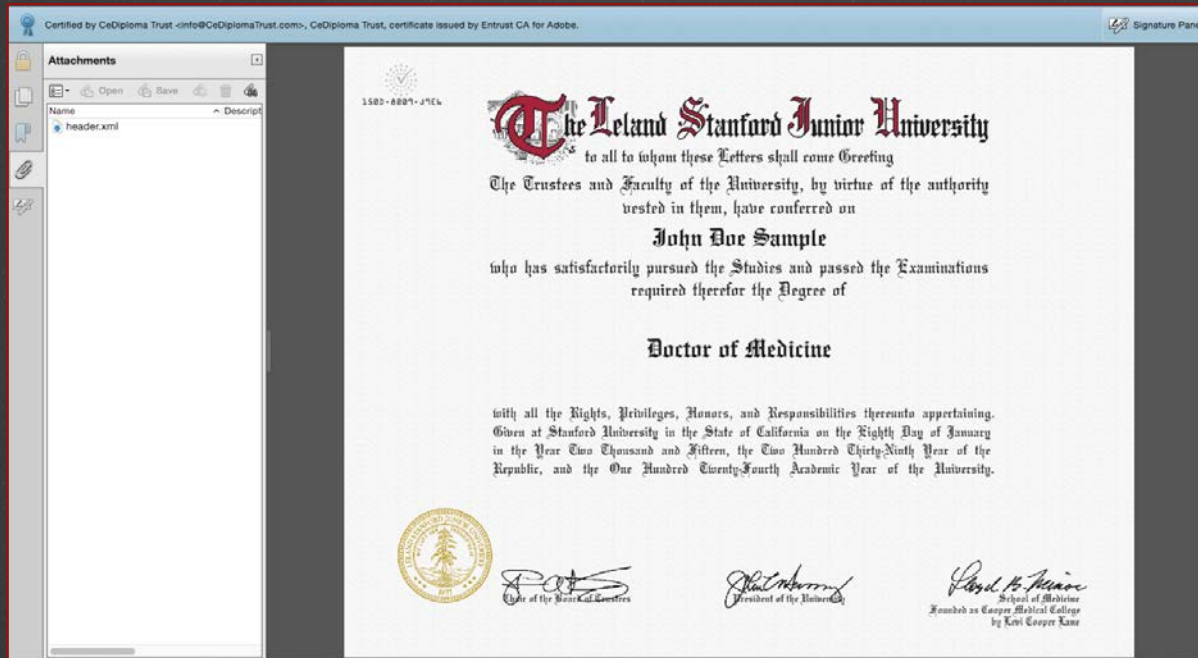 Certified by CeDiploma Trust <info@CeDiplomaTrust.com>, CeDiploma Trust, certificate issued by Entrust CA for Adobe.
Signature Pane
Attachments
Open Save
Name Descript
header.xml
The Leland Stanford Junior University
to all to whom these Letters shall come Greeting
The Trustees and Faculty of the University, by virtue of the authority
vested in them, have conferred on
John Doe Sample
who has satisfactorily pursued the Studies and passed the Examinations
required therefor the Degree of
Doctor of Medicine
with all the Rights, Privileges, Honors, and Responsibilities thereunto appertaining.
Given at Stanford University in the State of California on the Eighth Day of January
in the Year Two Thousand and Fifteen, the Two Hundred Thirty-Ninth Year of the
Republic, and the One Hundred Twenty-Fourth Academic Year of the University.
Chair of the Board of Trustees
President of the University
School of Medicine
Founded as Cooper Medical College
by Levi Cooper Lane